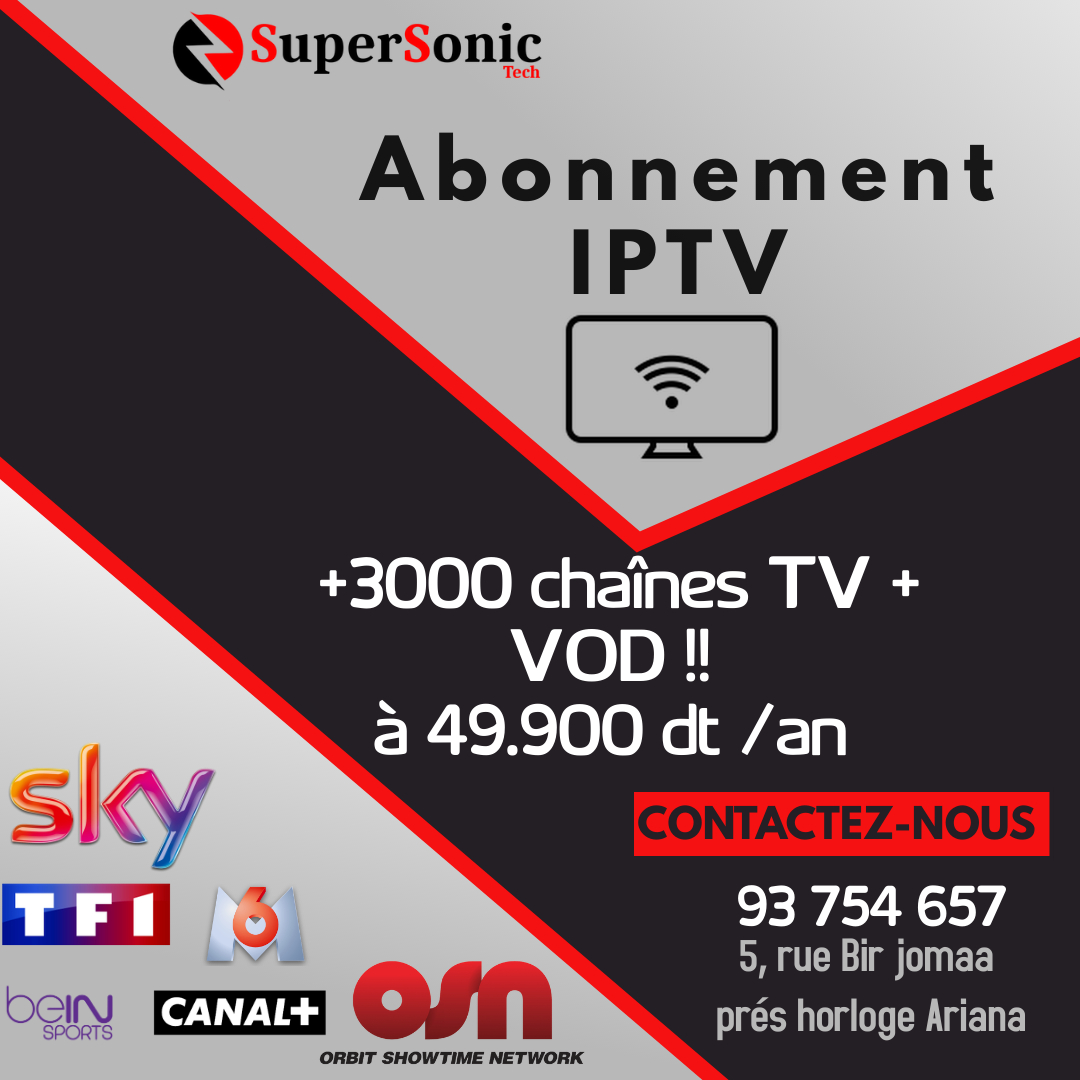 SuperSonic
Tech
Abonnement
IPTV
+3000 chaînes TV +
VOD !!
à 49.900 dt /an
CONTACTEZ-NOUS
93 754 657
5, rue Bir jomaa
prés horloge Ariana
sky
TF1
M6
beIN
SPORTS
CANAL+
osn
ORBIT SHOWTIME NETWORK